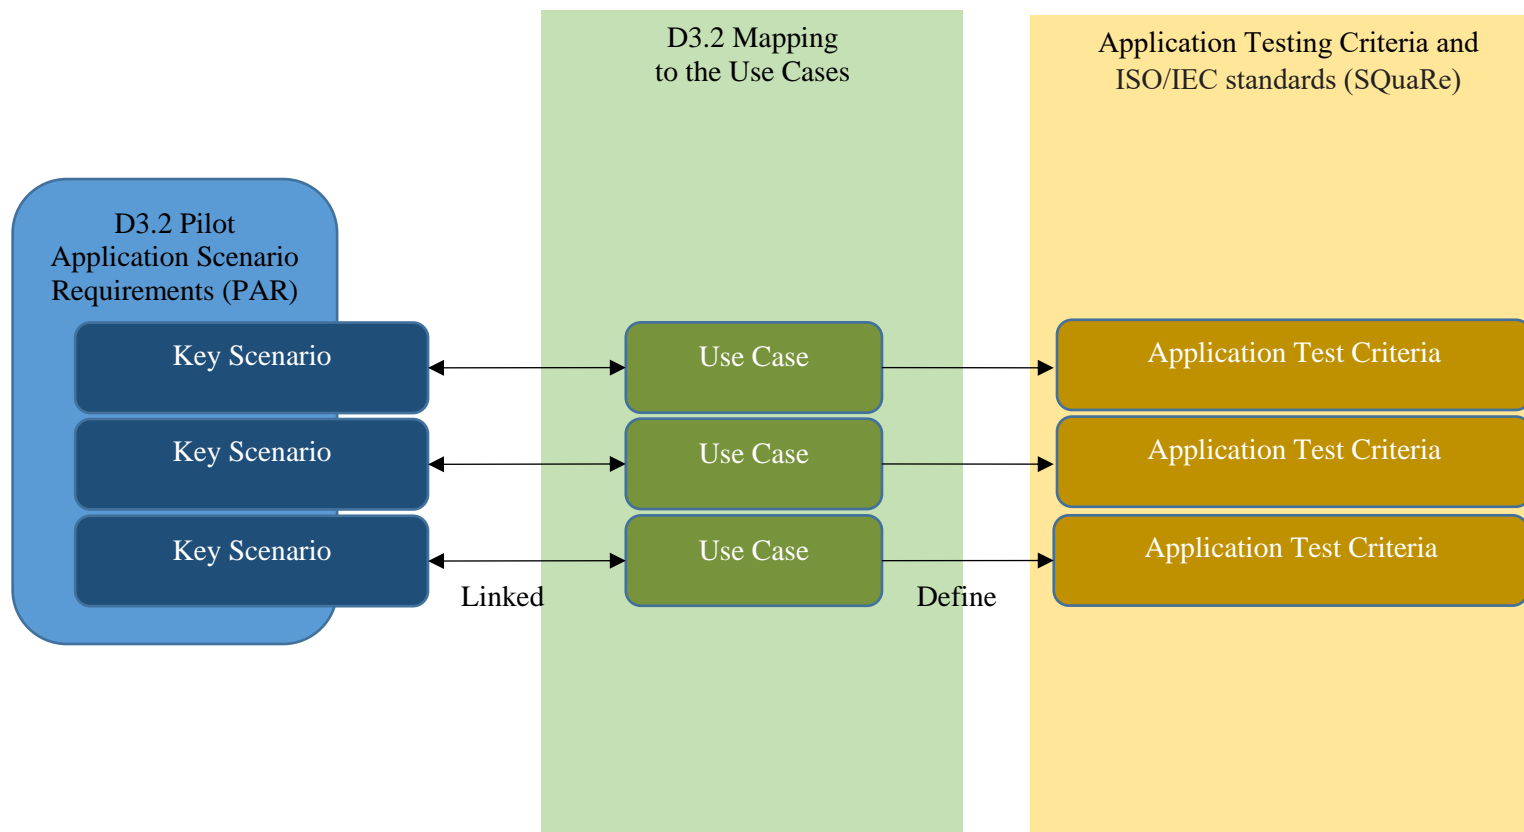 D3.2 Mapping
to the Use Cases
Application Testing Criteria and
ISO/IEC standards (SQuaRe)
D3.2 Pilot
Application Scenario
Requirements (PAR)
Key Scenario
Use Case
Application Test Criteria
Key Scenario
Use Case
Application Test Criteria
Key Scenario
Use Case
Application Test Criteria
Linked
Define